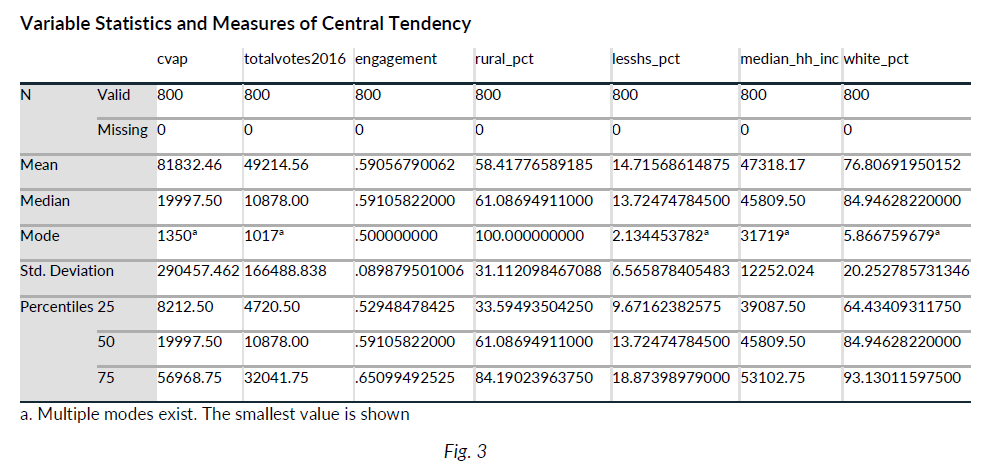 Variable Statistics and Measures of Central Tendency
cvap totalvotes2016 engagement rural_pct lesshs_pct median_hh_inc white_pct
N Valid 800 800 800 800 800 800 800
Missing 0 0 0 0 0 0 0
Mean 81832.46 49214.56 .59056790062 58.41776589185 14.71568614875 47318.17 76.80691950152
Median 19997.50 10878.00 .59105822000 61.08694911000 13.72474784500 45809.50 84.94628220000
Mode 1350ª 1017ª .500000000 100.000000000 2.134453782ª 31719ª 5.866759679ª
Std. Deviation 290457.462 166488.838 .089879501006 31.112098467088 6.565878405483 12252.024 20.252785731346
Percentiles 25 8212.50 4720.50 .52948478425 33.59493504250 9.67162382575 39087.50 64.43409311750
50 19997.50 10878.00 .59105822000 61.08694911000 13.72474784500 45809.50 84.94628220000
75 56968.75 32041.75 .65099492525 84.19023963750 18.87398979000 53102.75 93.13011597500
a. Multiple modes exist. The smallest value is shown
Fig. 3